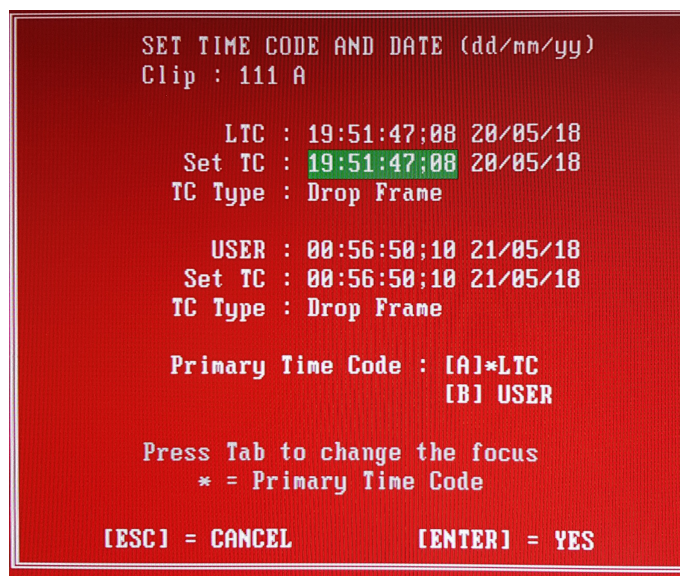 SET TIME CODE AND DATE (dd/mm/yy)
Clip : 111 A
LTC : 19:51:47;08 20/05/18
Set TC : 19:51:47;08 20/05/18
TC Type : Drop Frame
USER : 00:56:50;10 21/05/18
Set TC : 00:56:50;10 21/05/18
TC Type : Drop Frame
Primary Time Code : [A]*LTC
[B] USER
Press Tab to change the focus
* = Primary Time Code
[ESC] = CANCEL [ENTER] = YES